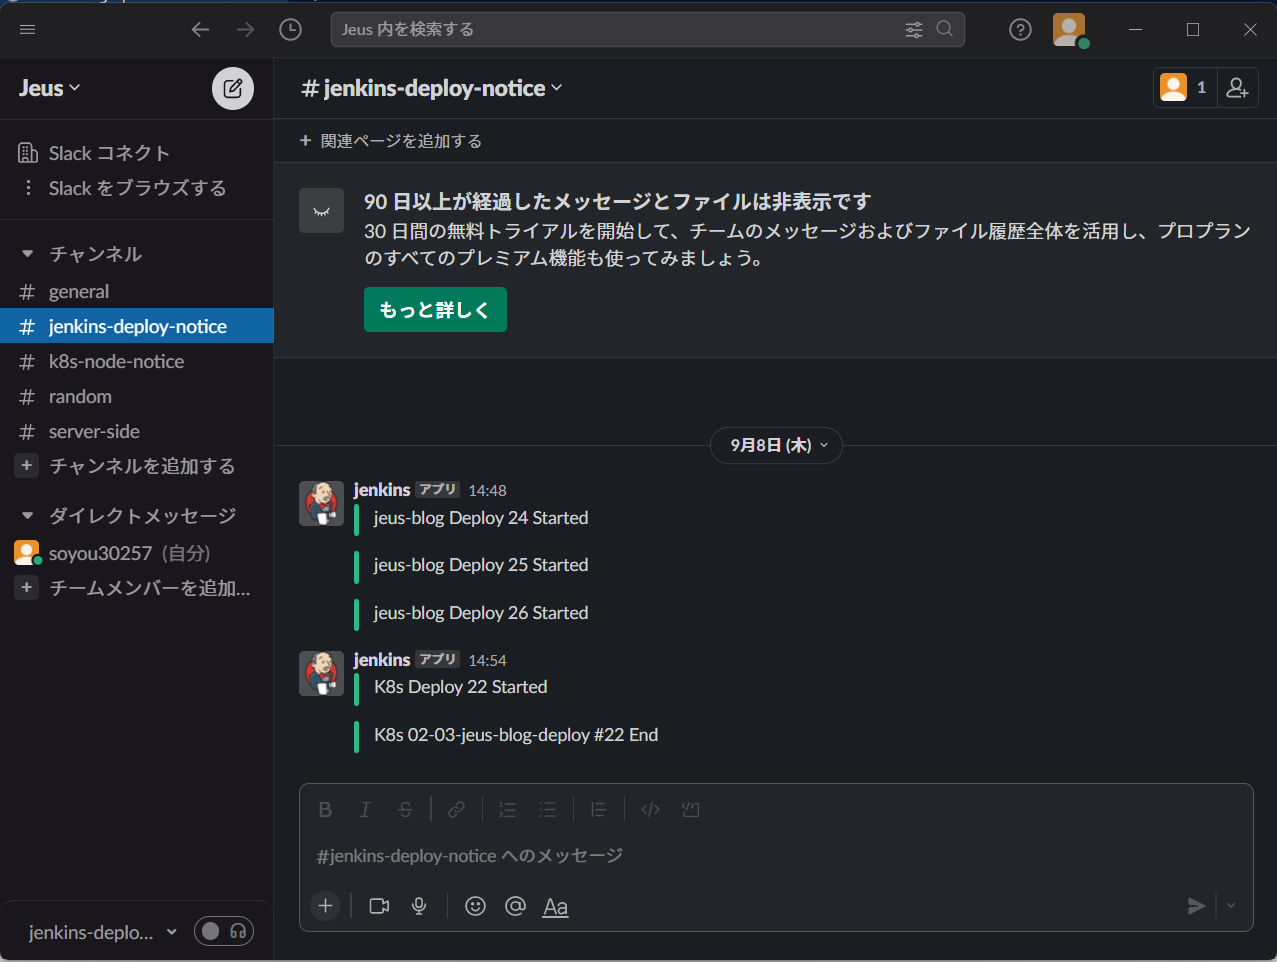 Jeus 内を検索する
Jeus
#jenkins-deploy-notice
1
Slack コネクト
Slack をブラウズする
+ 関連ページを追加する
90 日以上が経過したメッセージとファイルは非表示です
30 日間の無料トライアルを開始して、チームのメッセージおよびファイル履歴全体を活用し、プロプラン
のすべてのプレミアム機能も使ってみましょう。
もっと詳しく
チャンネル
# general
# jenkins-deploy-notice
# k8s-node-notice
# random
# server-side
+ チャンネルを追加する
ダイレクトメッセージ
soyou30257 (自分)
+ チームメンバーを追加...
9月8日 (木)
jenkins アプリ 14:48
jeus-blog Deploy 24 Started
jeus-blog Deploy 25 Started
jeus-blog Deploy 26 Started
jenkins アプリ 14:54
K8s Deploy 22 Started
K8s 02-03-jeus-blog-deploy #22 End
#jenkins-deploy-notice へのメッセージ
Aa
jenkins-deplo...